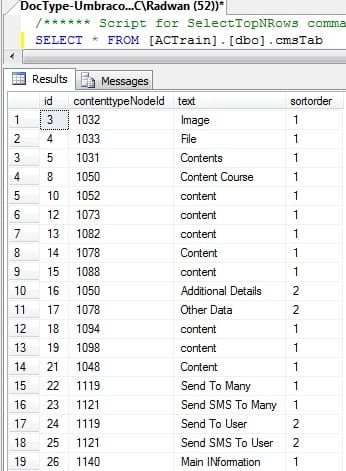 DocType-Umbraco...C\Radwan (52))*
/****** Script for SelectTopNRows comma
SELECT * FROM [ACTrain].[dbo].cmsTab
Results Messages
id contenttypeNodeId text sortorder
1 3 1032 Image 1
2 4 1033 File 1
3 5 1031 Contents 1
4 8 1050 Content Course 1
5 10 1052 content 1
6 12 1073 content 1
7 13 1082 content 1
8 14 1078 Content 1
9 15 1088 content 1
10 16 1050 Additional Details 2
11 17 1078 Other Data 2
12 18 1094 content 1
13 19 1098 content 1
14 21 1048 Content 1
15 22 1119 Send To Many 1
16 23 1121 Send SMS To Many 1
17 24 1119 Send To User 2
18 25 1121 Send SMS To User 2
19 26 1140 Main INformation 1